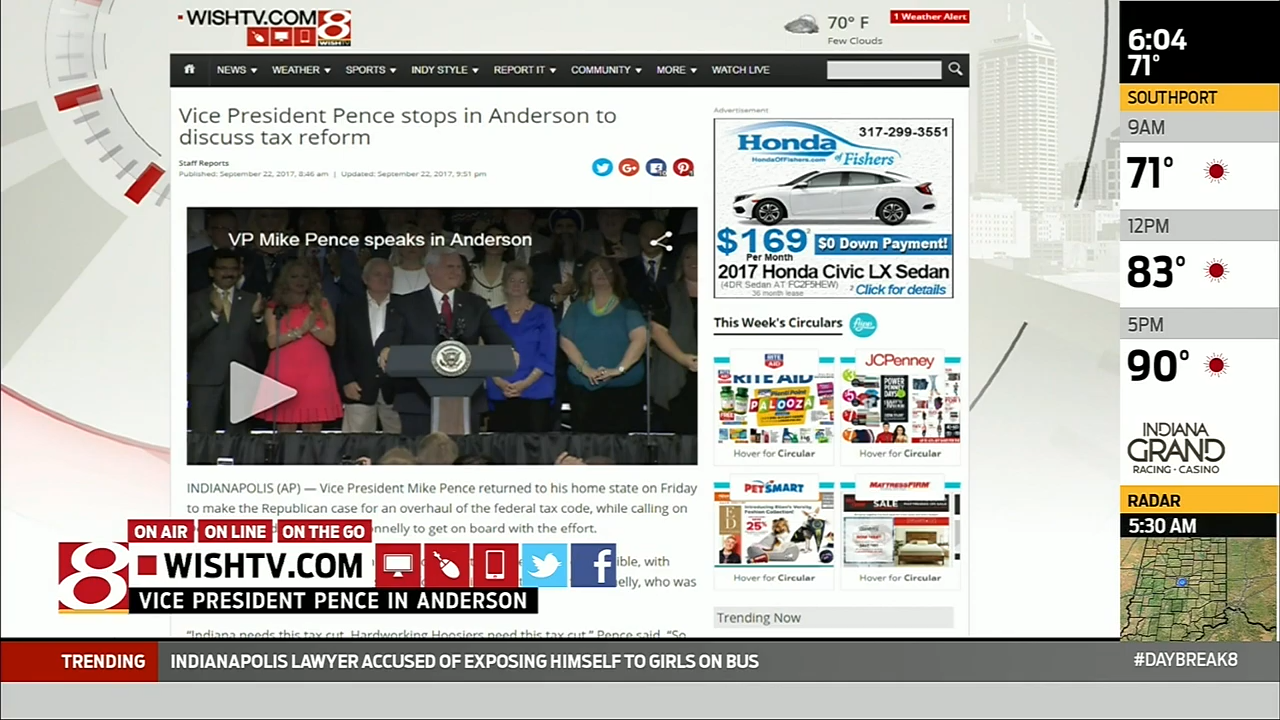 WISHTV.COM 8
WISHTV
70° F
Few Clouds
1 Weather Alert
NEWS
WEATHER
SPORTS
INDY STYLE
REPORT IT
COMMUNITY
MORE
WATCH LIVE
Vice President Pence stops in Anderson to
discuss tax reform
Staff Reports
Published: September 22, 2017, 8:46 am | Updated: September 22, 2017, 9:51 pm
VP Mike Pence speaks in Anderson
INDIANAPOLIS (AP) — Vice President Mike Pence returned to his home state on Friday
to make the Republican case for an overhaul of the federal tax code, while calling on
nnelly to get on board with the effort.
ible, with
elly, who was
“Indiana needs this tax cut. Hardworking Hoosiers need this tax cut,” Pence said. “So
Advertisement
317-299-3551
Honda
of Fishers
HondaOfFishers.com
$169
Per Month
$0 Down Payment!
2017 Honda Civic LX Sedan
(4DR Sedan AT FC2F5HEW)
36 month lease
Click for details
This Week's Circulars
flipp
RITE AID
RITE AID
PALOOZA
Hover for Circular
JCPenney
POWER
PENNEY
DAYS
Hover for Circular
PETSMART
25%
Hover for Circular
MATTRESSFIRM
SALE
Hover for Circular
Trending Now
ON AIR
ON LINE
ON THE GO
8 WISHTV.COM
VICE PRESIDENT PENCE IN ANDERSON
TRENDING
INDIANAPOLIS LAWYER ACCUSED OF EXPOSING HIMSELF TO GIRLS ON BUS
#DAYBREAK8
6:04
71°
SOUTHPORT
9AM
71°
12PM
83°
5PM
90°
INDIANA
GRAND
RACING • CASINO
RADAR
5:30 AM